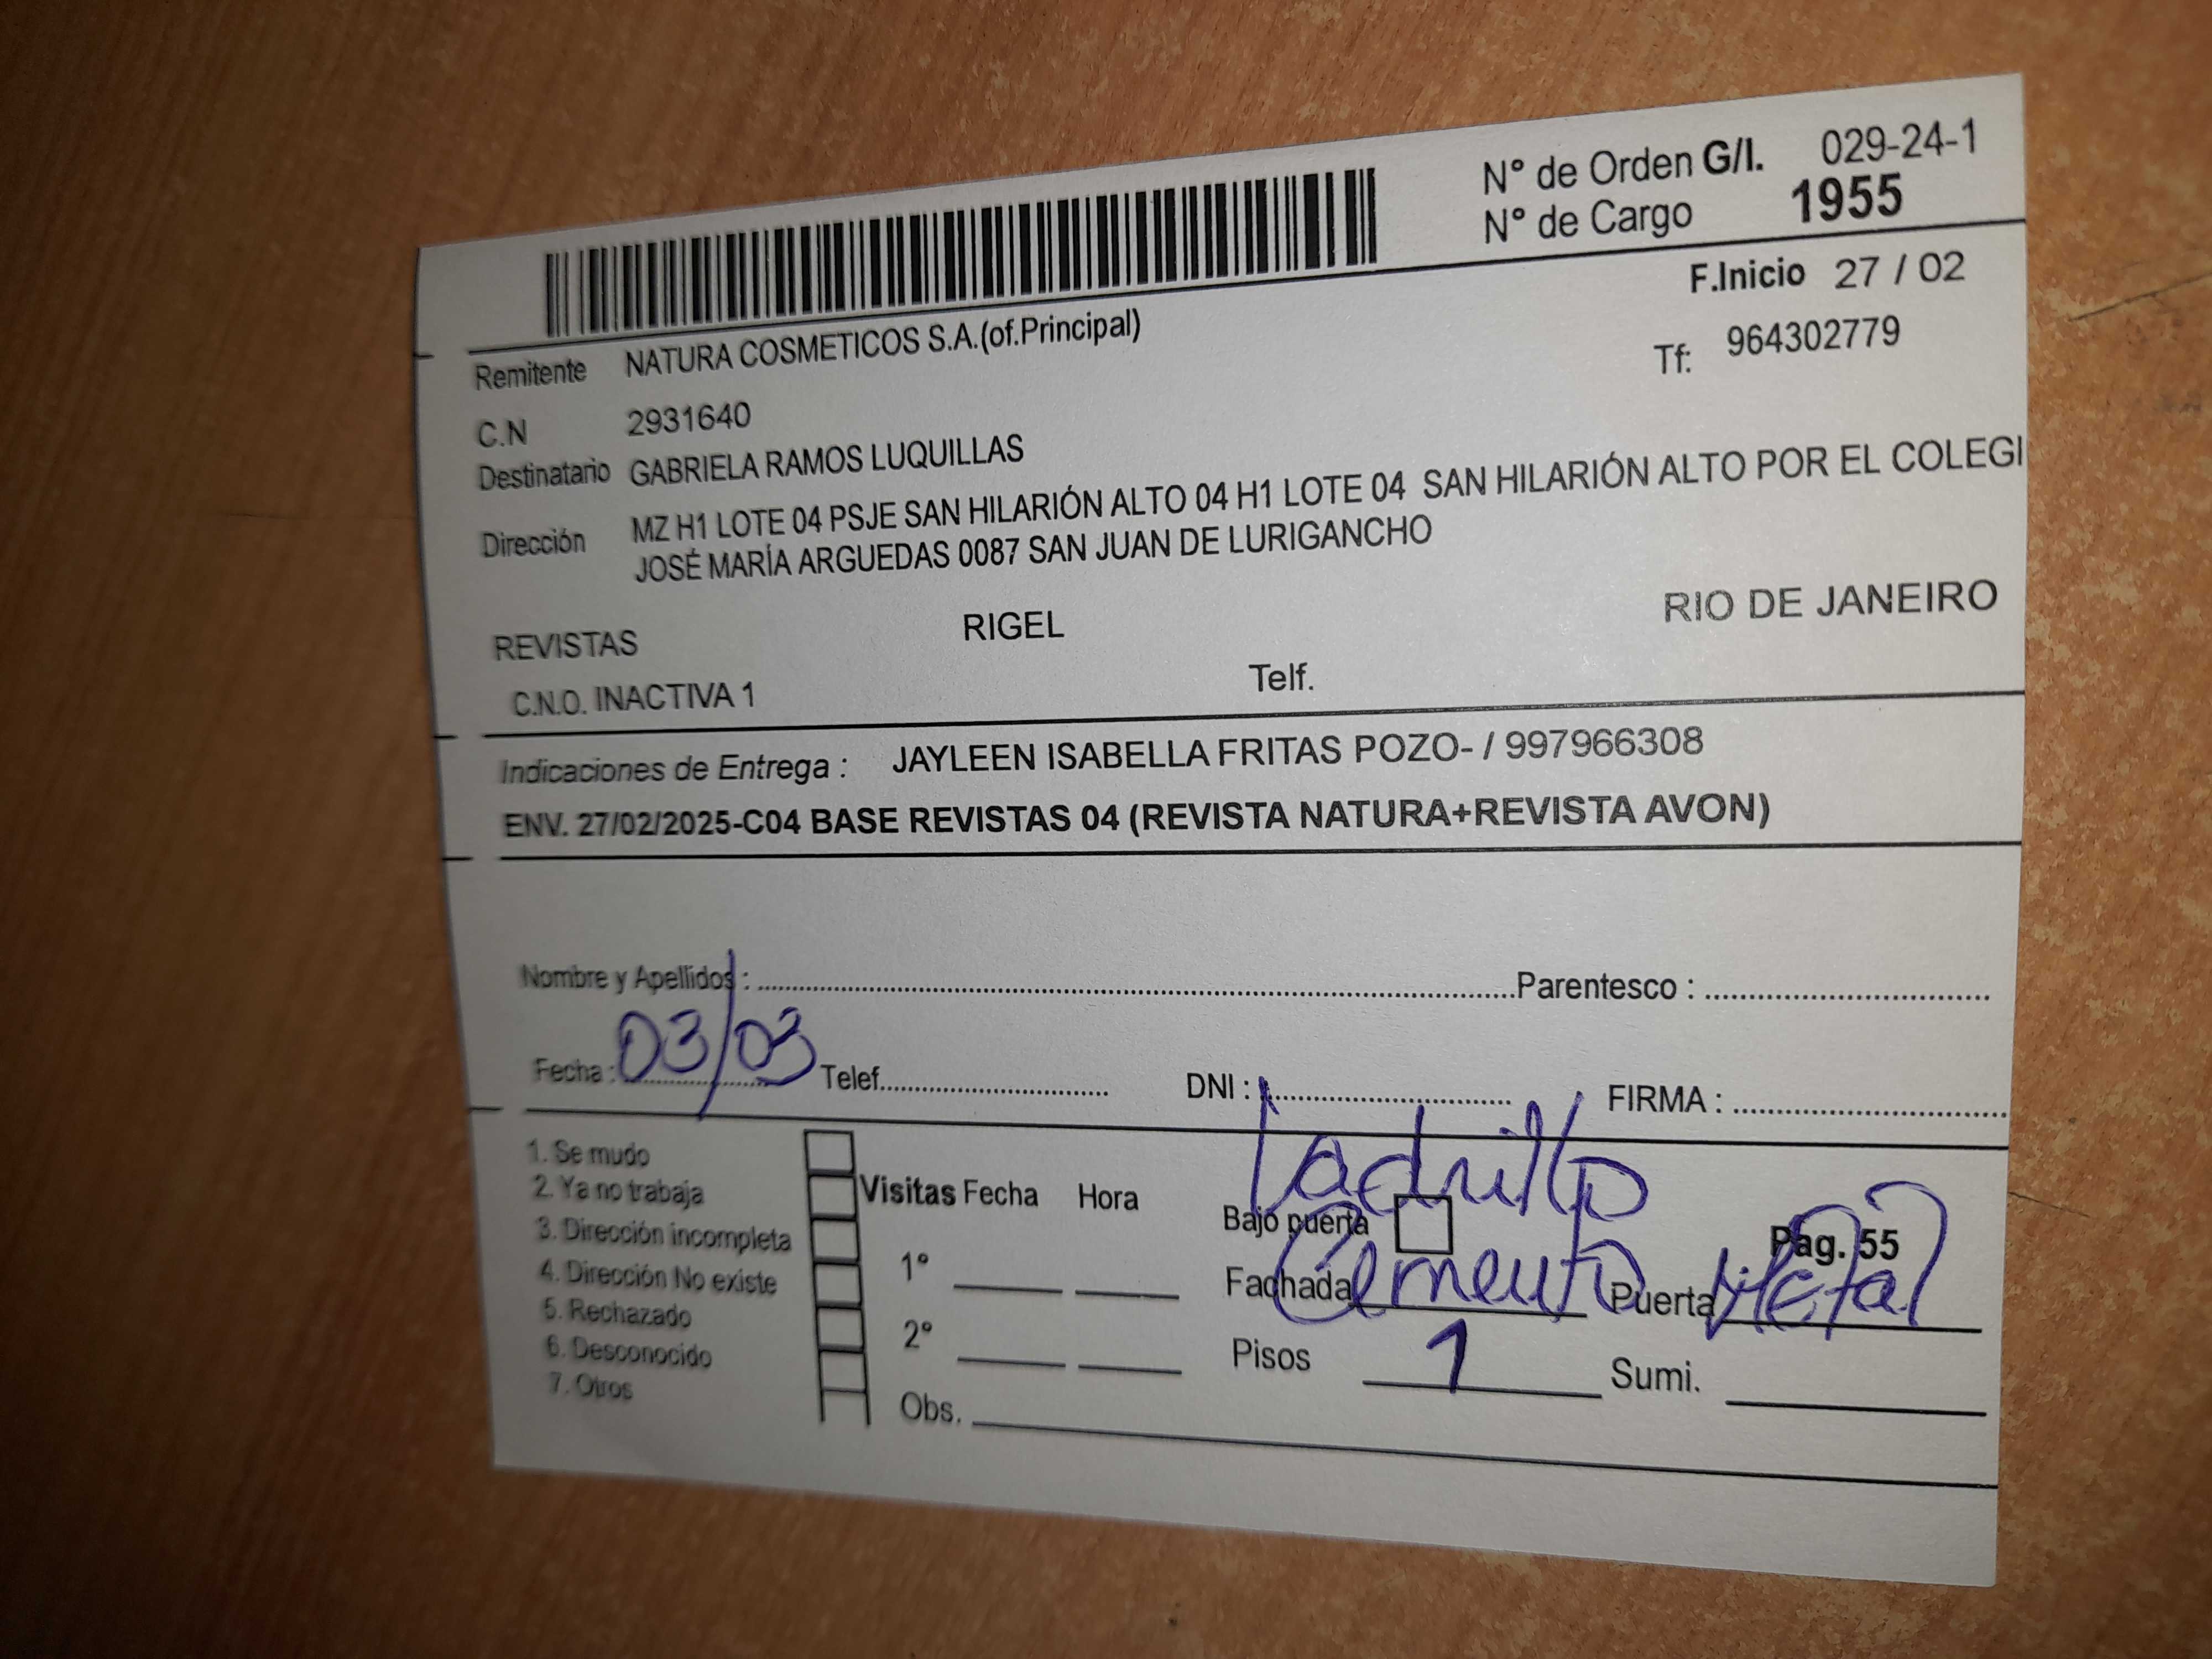 N° de Orden G/I. 029-24-1
N° de Cargo 1955
F.Inicio 27 / 02
Remitente NATURA COSMETICOS S.A.(of.Principal)
Tf: 964302779
C.N 2931640
Destinatario GABRIELA RAMOS LUQUILLAS
Dirección MZ H1 LOTE 04 PSJE SAN HILARIÓN ALTO 04 H1 LOTE 04 SAN HILARIÓN ALTO POR EL COLEGI
JOSÉ MARÍA ARGUEDAS 0087 SAN JUAN DE LURIGANCHO
REVISTAS RIGEL RIO DE JANEIRO
C.N.O. INACTIVA 1 Telf.
Indicaciones de Entrega : JAYLEEN ISABELLA FRITAS POZO- / 997966308
ENV. 27/02/2025-C04 BASE REVISTAS 04 (REVISTA NATURA+REVISTA AVON)
Nombre y Apellidos : Parentesco :
Fecha : 03/03 Telef. DNI : FIRMA :
1. Se mudo
2. Ya no trabaja
3. Dirección incompleta
4. Dirección No existe
5. Rechazado
6. Desconocido
7. Otros
Visitas Fecha Hora
1°
2°
Obs.
Ladrillo
Bajo puerta Pag. 55
Fachada Cemento Puerta Metal
Pisos 1 Sumi.